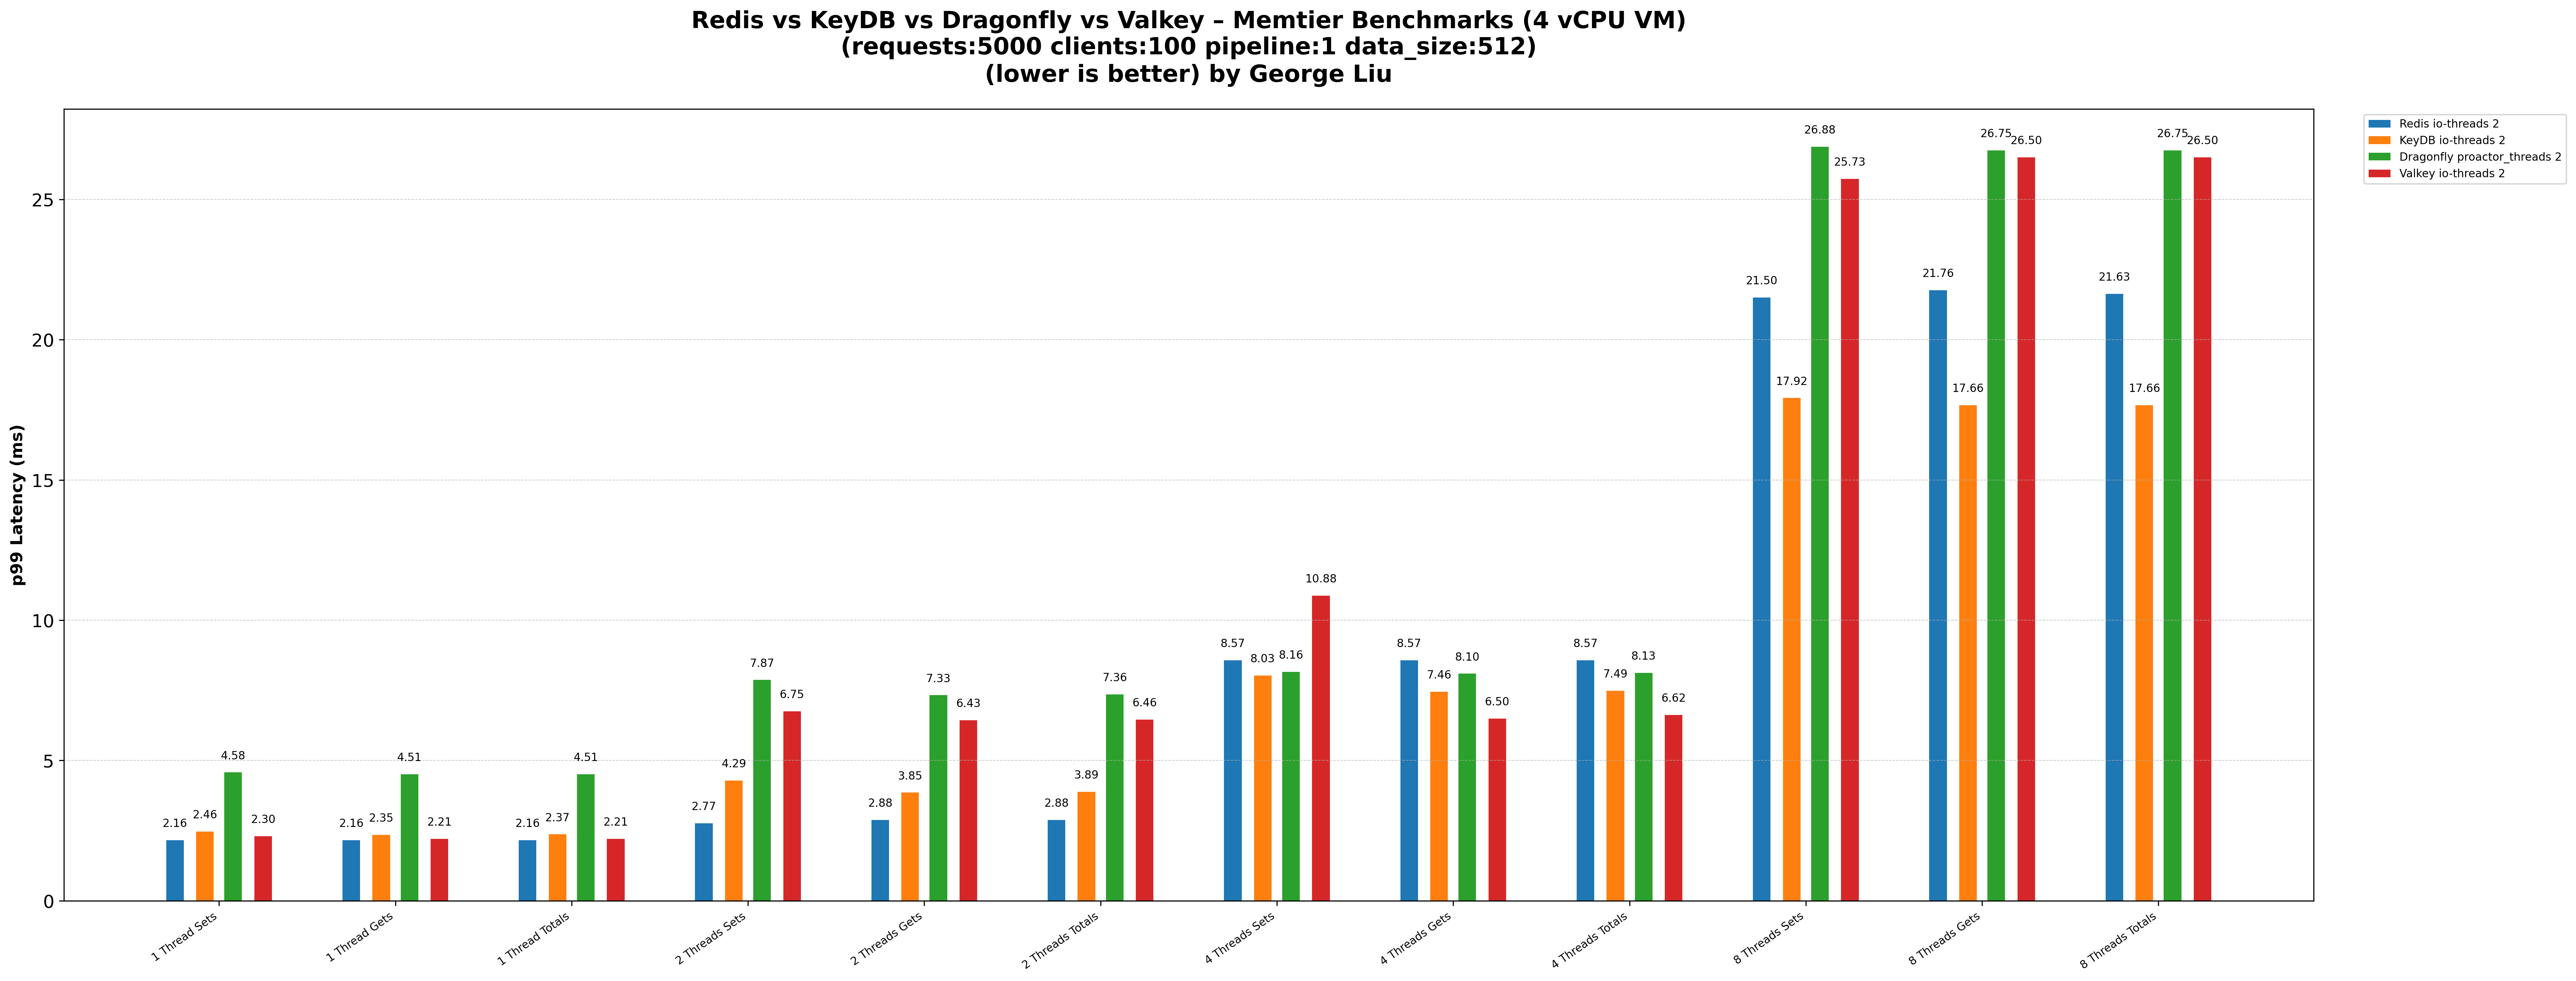 Redis vs KeyDB vs Dragonfly vs Valkey – Memtier Benchmarks (4 vCPU VM)
(requests:5000 clients:100 pipeline:1 data_size:512)
(lower is better) by George Liu
Redis io-threads 2
KeyDB io-threads 2
Dragonfly proactor_threads 2
Valkey io-threads 2
p99 Latency (ms)
25
20
15
10
5
0
2.16 2.46 4.58 2.30
2.16 2.35 4.51 2.21
2.16 2.37 4.51 2.21
2.77 4.29 7.87 6.75
2.88 3.85 7.33 6.43
2.88 3.89 7.36 6.46
8.57 8.03 8.16 10.88
8.57 7.46 8.10 6.50
8.57 7.49 8.13 6.62
21.50 17.92 26.88 25.73
21.76 17.66 26.75 26.50
21.63 17.66 26.75 26.50
1 Thread Sets
1 Thread Gets
1 Thread Totals
2 Threads Sets
2 Threads Gets
2 Threads Totals
4 Threads Sets
4 Threads Gets
4 Threads Totals
8 Threads Sets
8 Threads Gets
8 Threads Totals